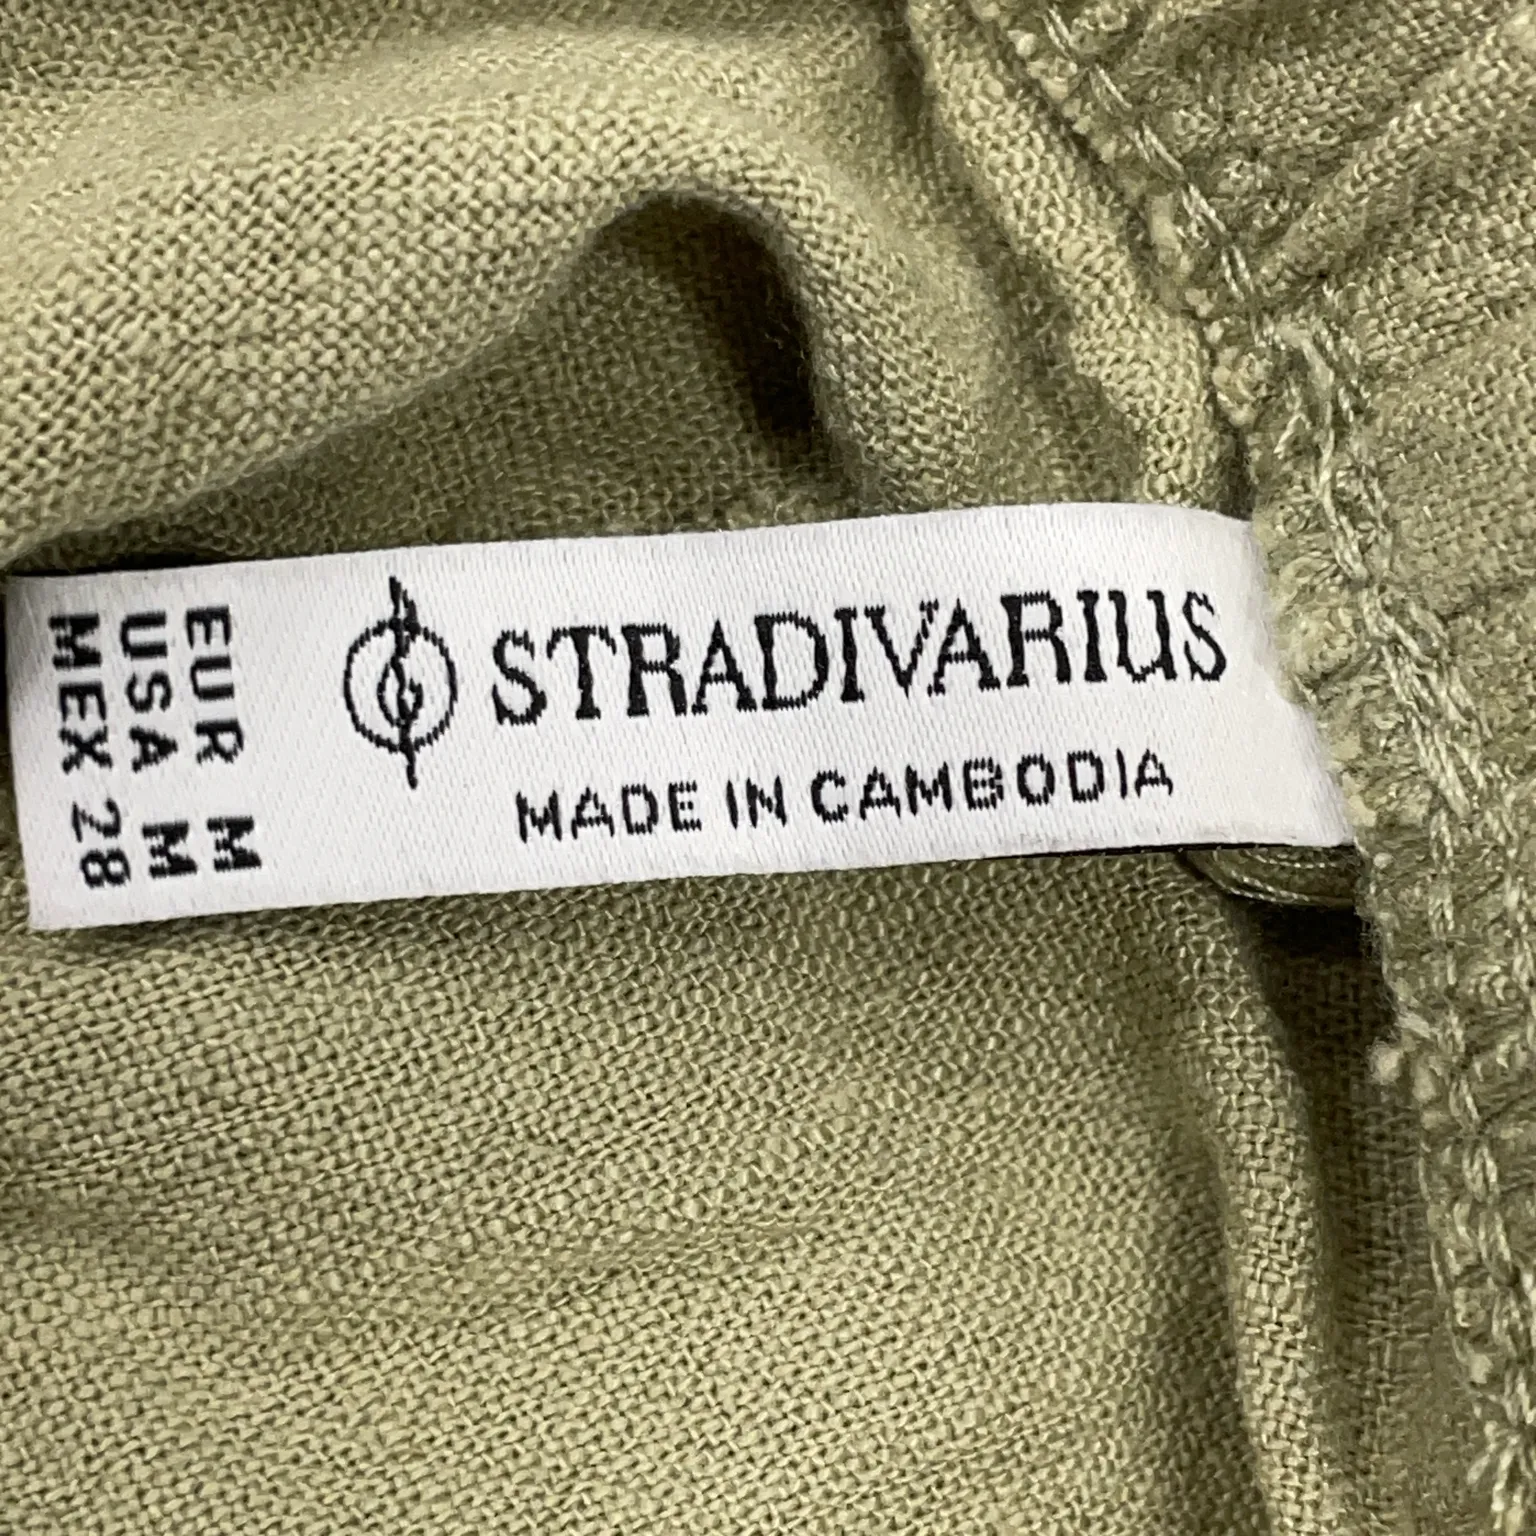 STRADIVARIUS
MADE IN CAMBODIA
EUR M
USA M
MEX 28